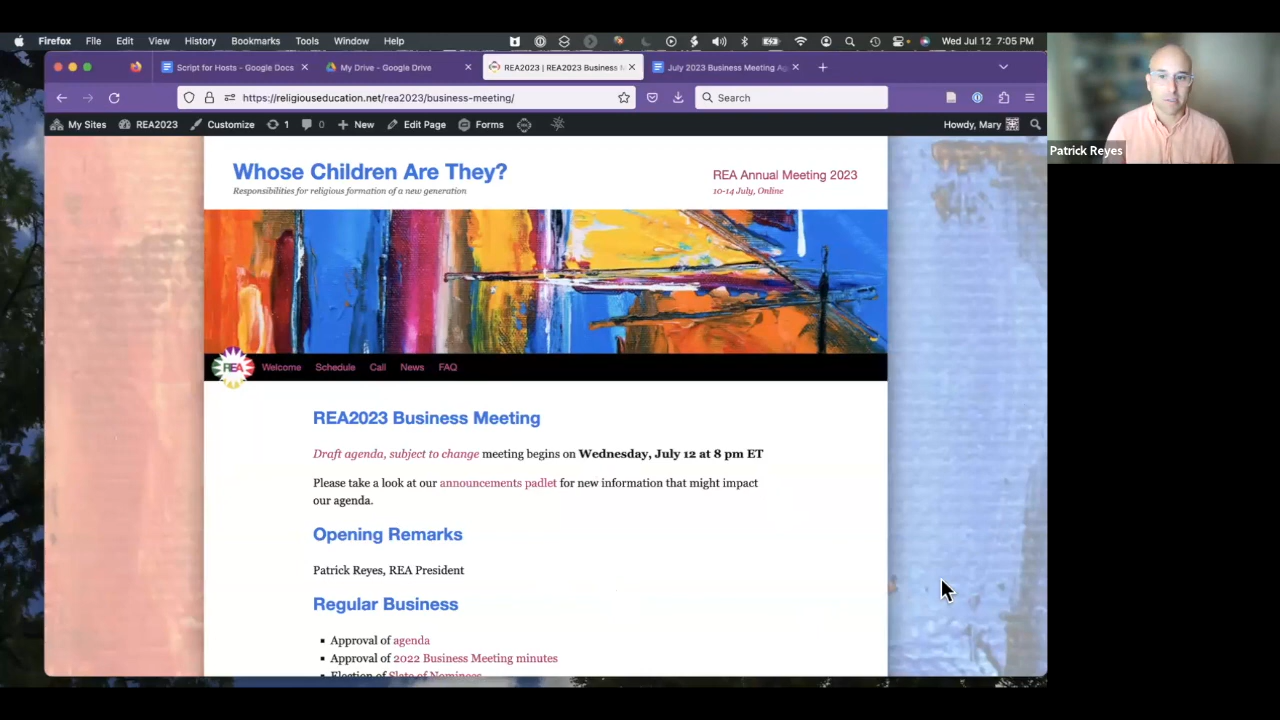 Firefox File Edit View History Bookmarks Tools Window Help Wed Jul 12 7:05 PM
Script for Hosts - Google Docs
My Drive - Google Drive
REA2023 | REA2023 Business
July 2023 Business Meeting
https://religiouseducation.net/rea2023/business-meeting/
Search
My Sites REA2023 Customize 1 0 New Edit Page Forms Howdy, Mary
Patrick Reyes
Whose Children Are They?
Responsibilities for religious formation of a new generation
REA Annual Meeting 2023
10-14 July, Online
REA Welcome Schedule Call News FAQ
REA2023 Business Meeting
Draft agenda, subject to change meeting begins on Wednesday, July 12 at 8 pm ET
Please take a look at our announcements padlet for new information that might impact
our agenda.
Opening Remarks
Patrick Reyes, REA President
Regular Business
Approval of agenda
Approval of 2022 Business Meeting minutes
Election of Slate of Nominees